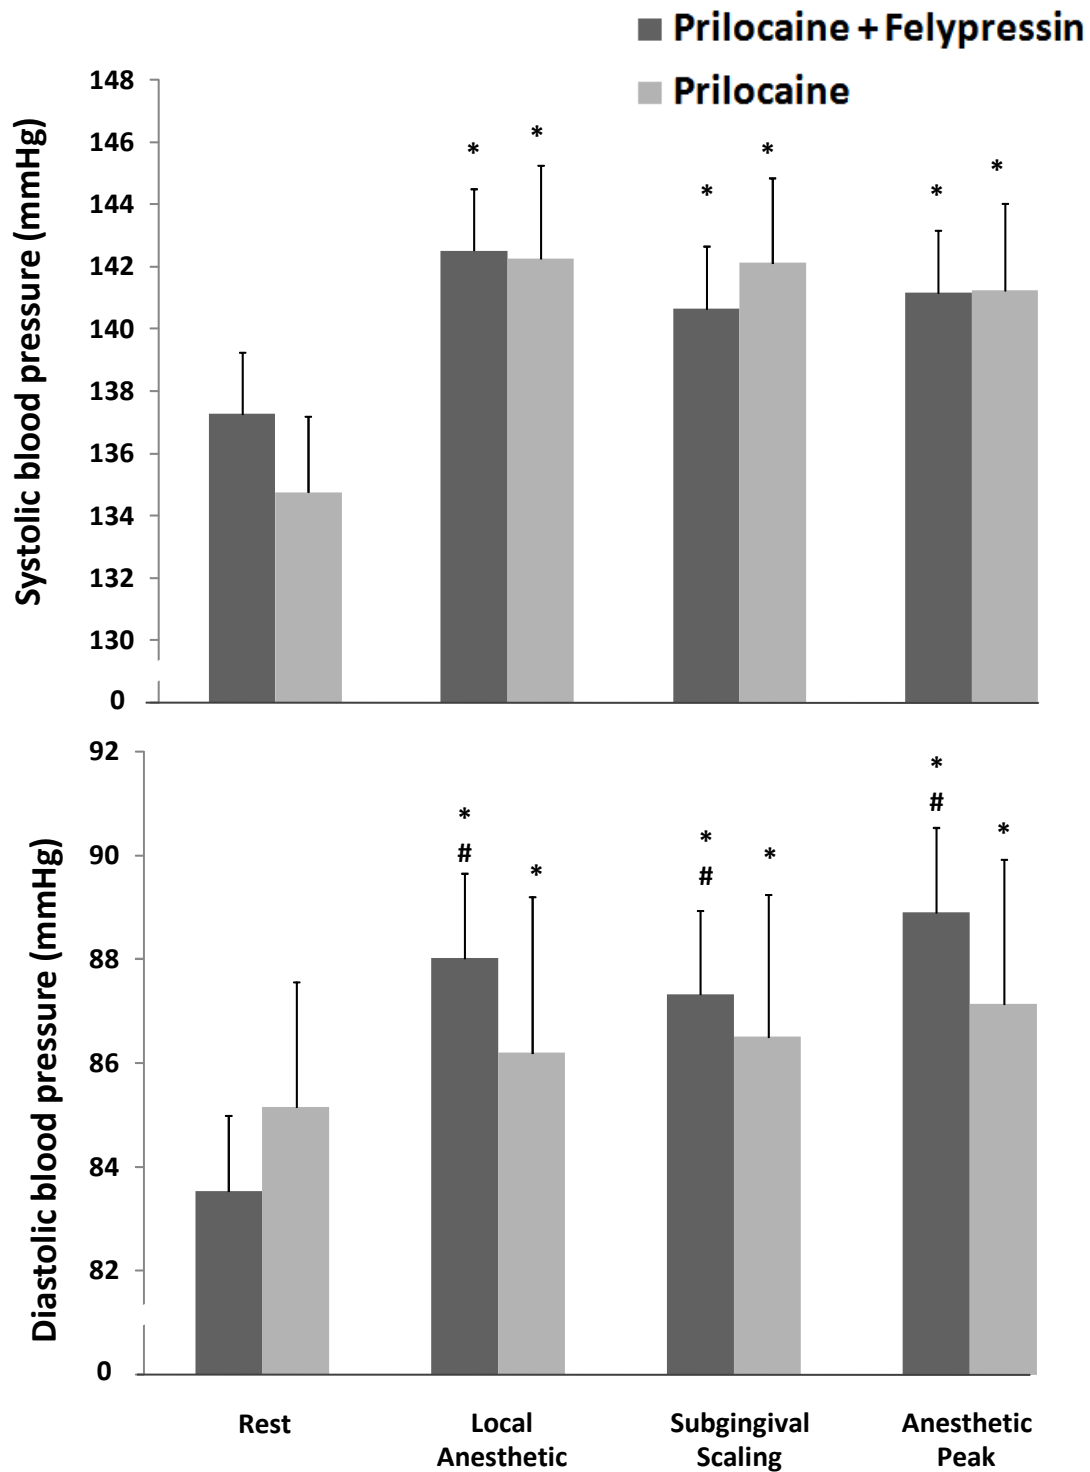 Prilocaine + Felypressin
Prilocaine
Systolic blood pressure (mmHg)
148
146
144
142
140
138
136
134
132
130
0
* * * * * *
Diastolic blood pressure (mmHg)
92
90
88
86
84
82
0
* * *
# # #
* * *
Rest
Local
Anesthetic
Subgingival
Scaling
Anesthetic
Peak